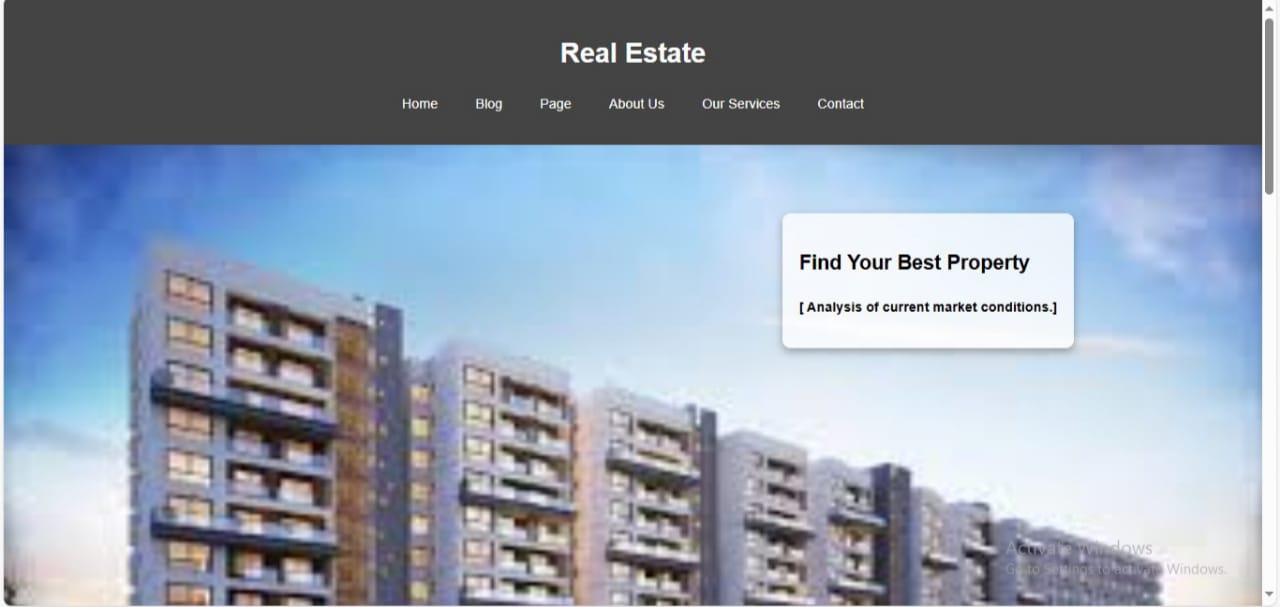 Real Estate
Home Blog Page About Us Our Services Contact
Find Your Best Property
[ Analysis of current market conditions.]
Activate Windows
Go to Settings to activate Windows.